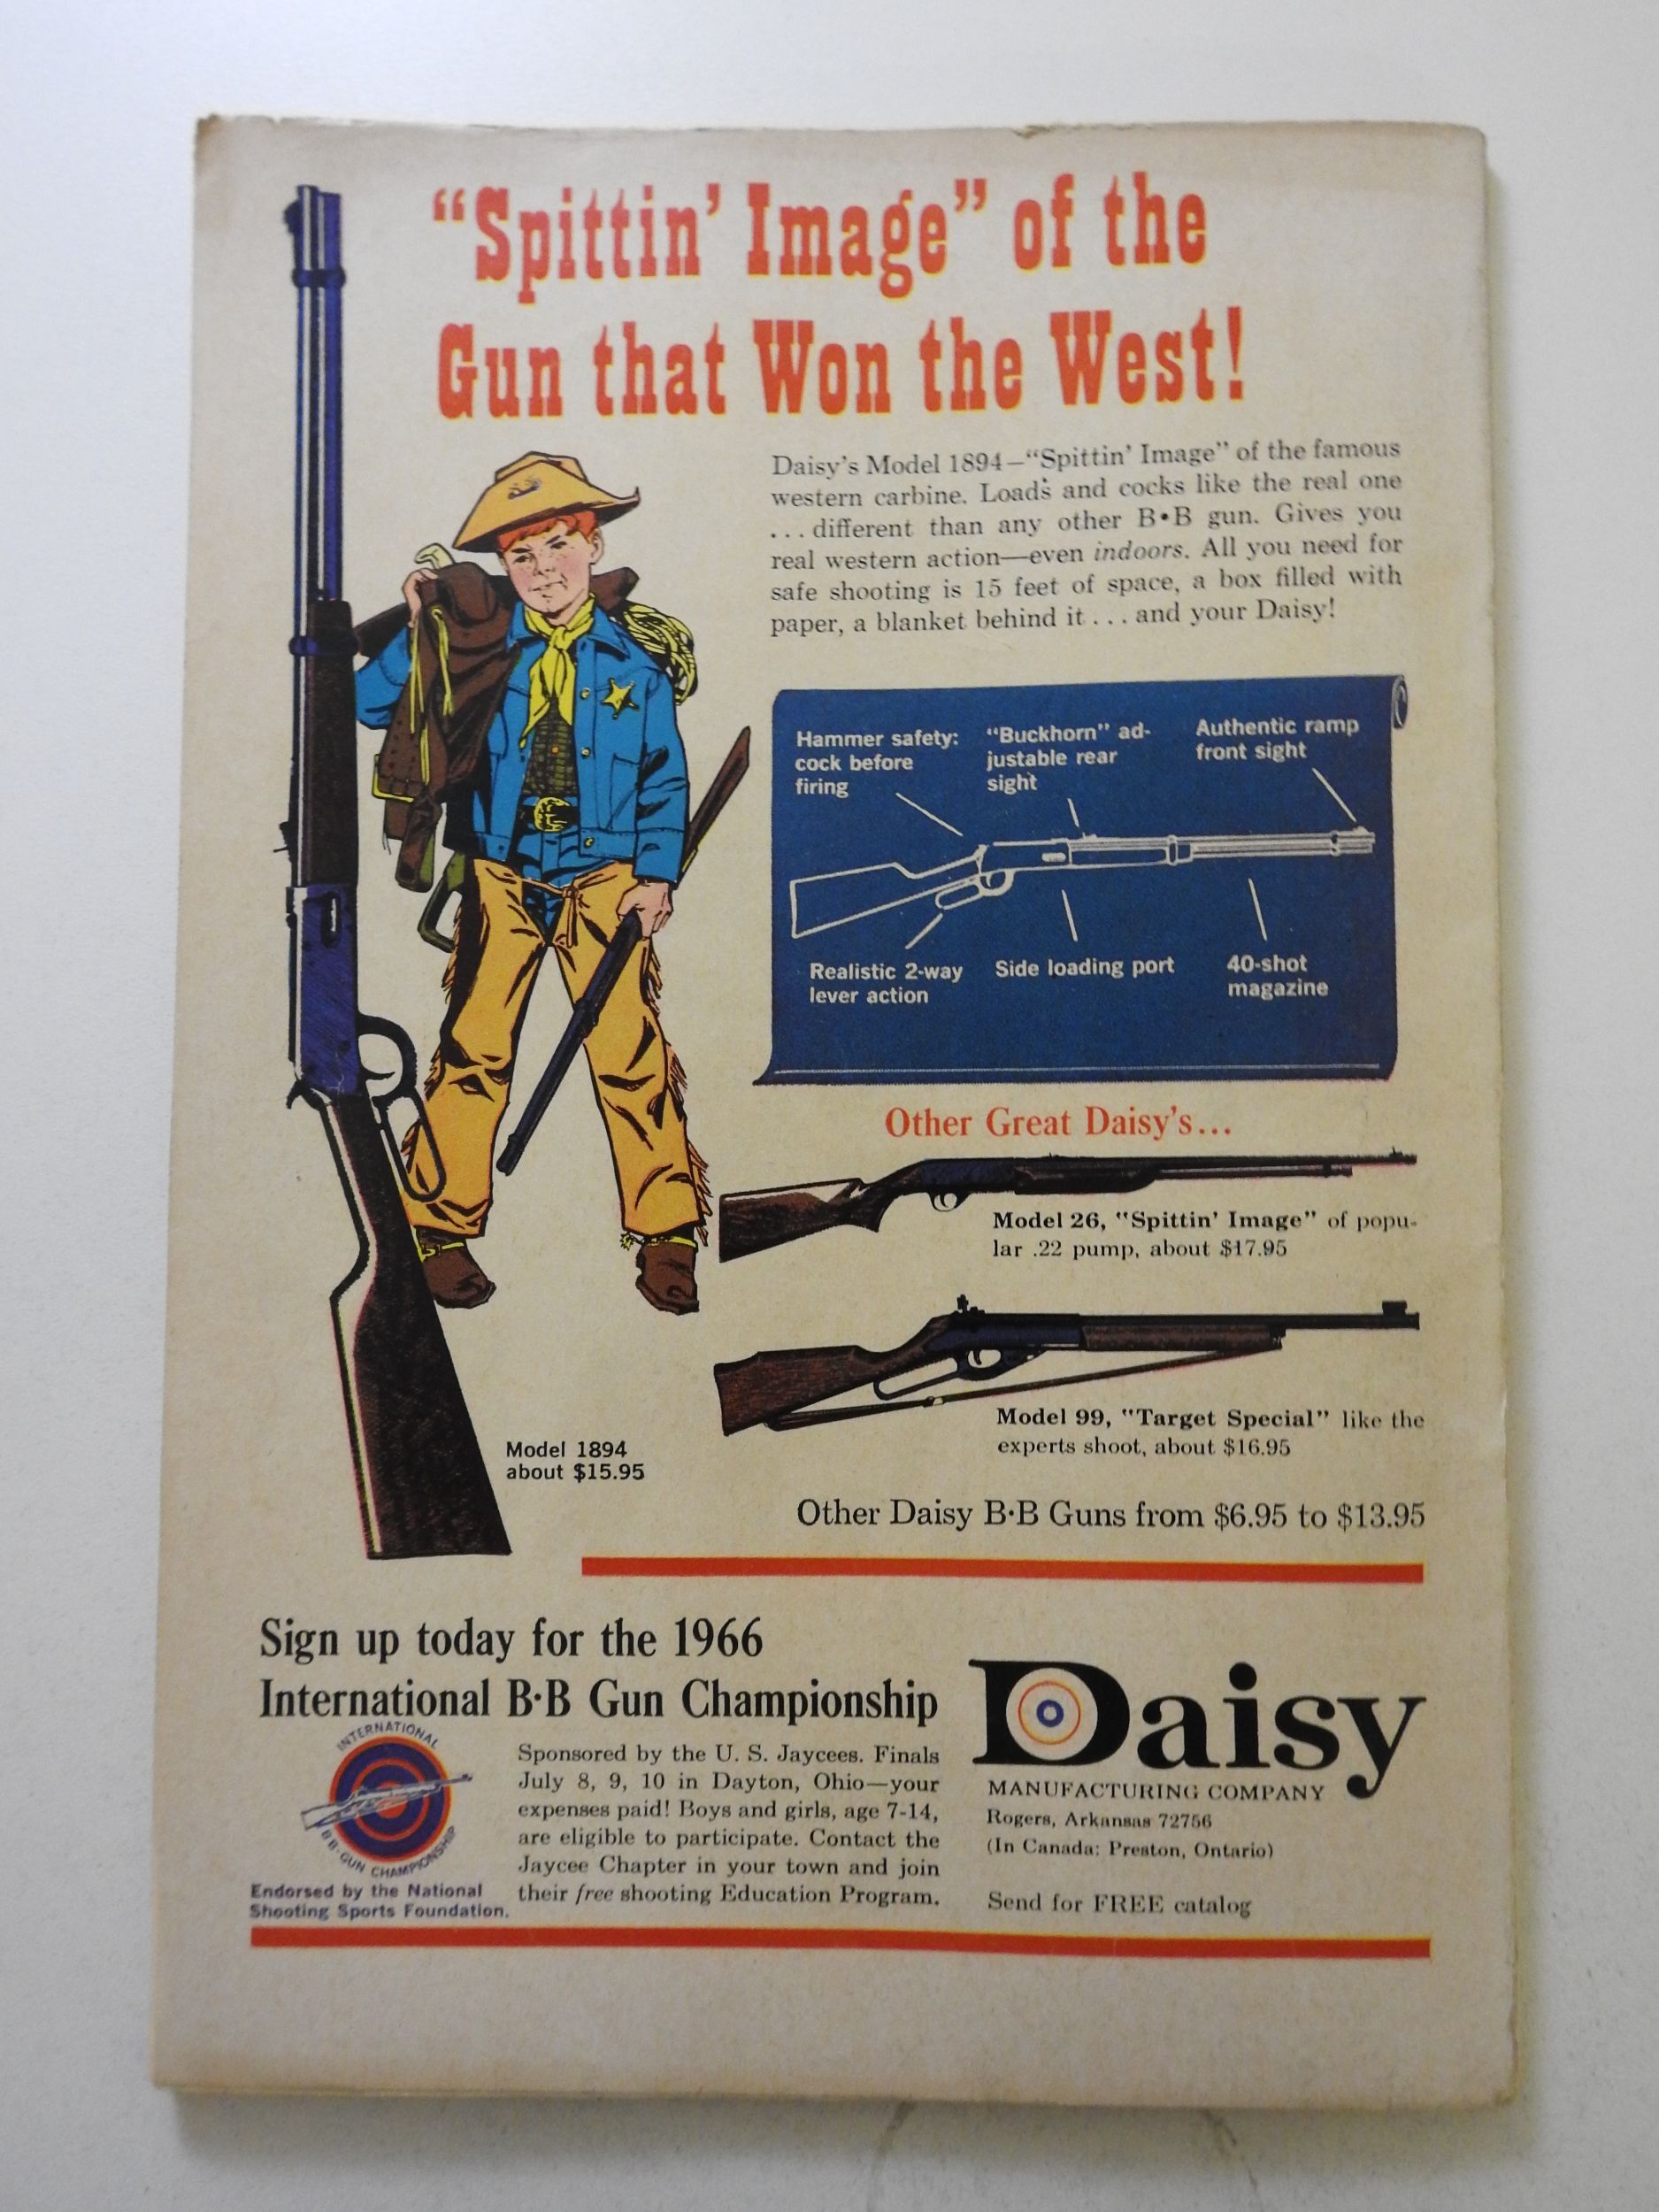 “Spittin’ Image” of the
Gun that Won the West!
Daisy’s Model 1894—“Spittin’ Image” of the famous
western carbine. Loads and cocks like the real one
. . . different than any other B•B gun. Gives you
real western action—even indoors. All you need for
safe shooting is 15 feet of space, a box filled with
paper, a blanket behind it . . . and your Daisy!
Hammer safety:
cock before
firing
“Buckhorn” ad-
justable rear
sight
Authentic ramp
front sight
Realistic 2-way
lever action
Side loading port
40-shot
magazine
Other Great Daisy’s...
Model 26, “Spittin’ Image” of popu-
lar .22 pump, about $17.95
Model 99, “Target Special” like the
experts shoot, about $16.95
Model 1894
about $15.95
Other Daisy B·B Guns from $6.95 to $13.95
Sign up today for the 1966
International B·B Gun Championship
INTERNATIONAL
B·B·GUN CHAMPIONSHIP
Endorsed by the National
Shooting Sports Foundation.
Sponsored by the U. S. Jaycees. Finals
July 8, 9, 10 in Dayton, Ohio—your
expenses paid! Boys and girls, age 7-14,
are eligible to participate. Contact the
Jaycee Chapter in your town and join
their free shooting Education Program.
Daisy
MANUFACTURING COMPANY
Rogers, Arkansas 72756
(In Canada: Preston, Ontario)
Send for FREE catalog